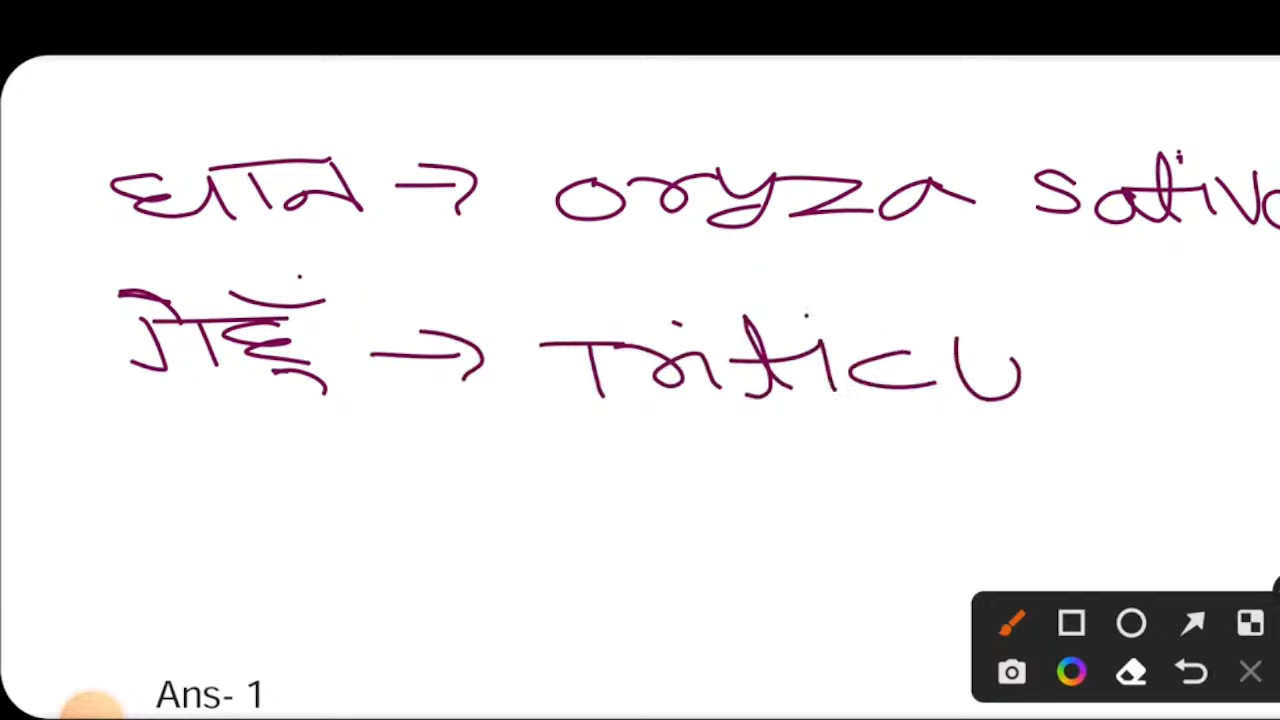 धान → Oryza sativa
गेहूँ → Triticu
Ans- 1